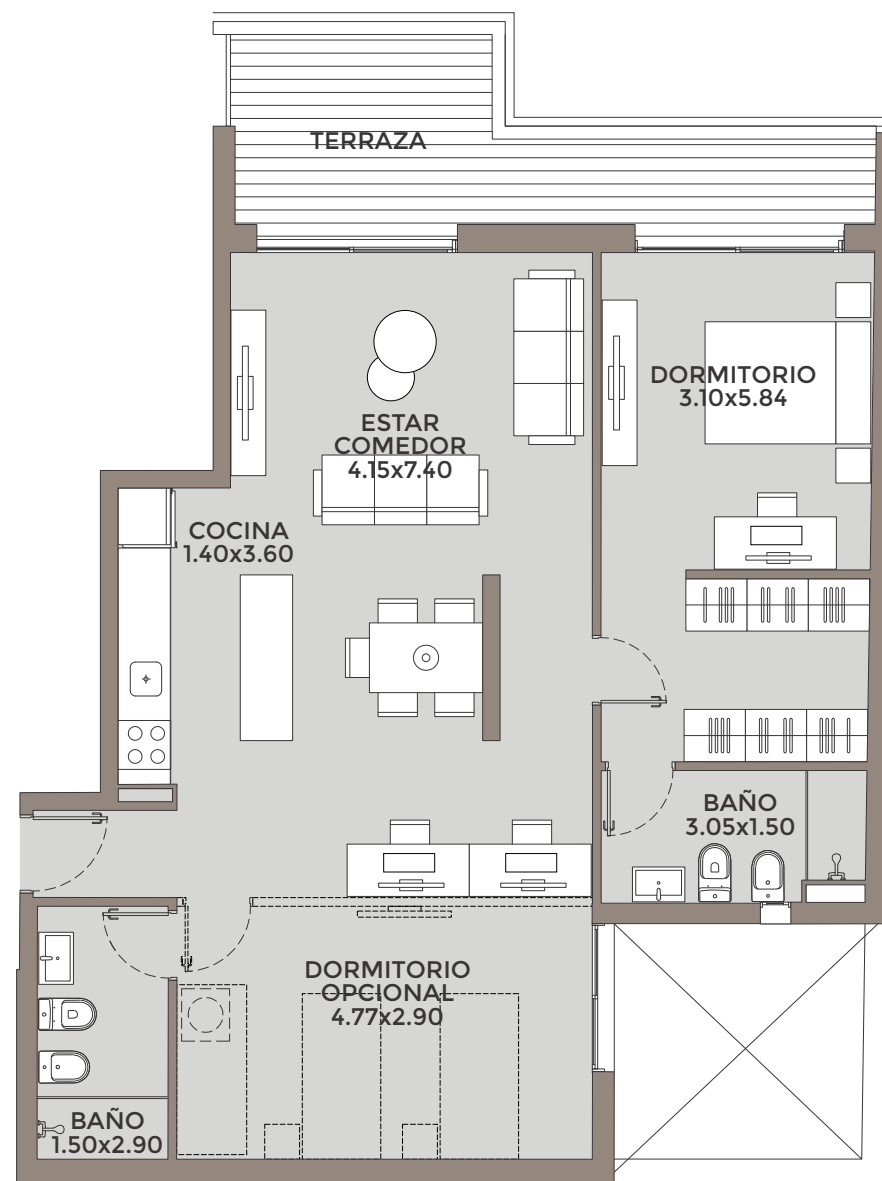 TERRAZA
DORMITORIO
3.10x5.84
ESTAR
COMEDOR
4.15x7.40
COCINA
1.40x3.60
BAÑO
3.05x1.50
DORMITORIO
OPCIONAL
4.77x2.90
BAÑO
1.50x2.90